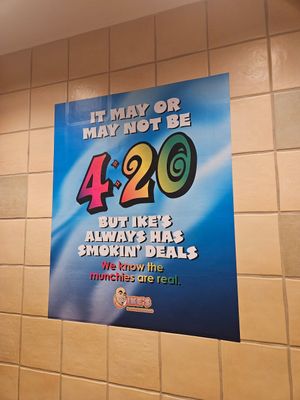 IT MAY OR
MAY NOT BE
4:20
BUT IKE'S
ALWAYS HAS
SMOKIN' DEALS
We know the
munchies are real.
IKE'S